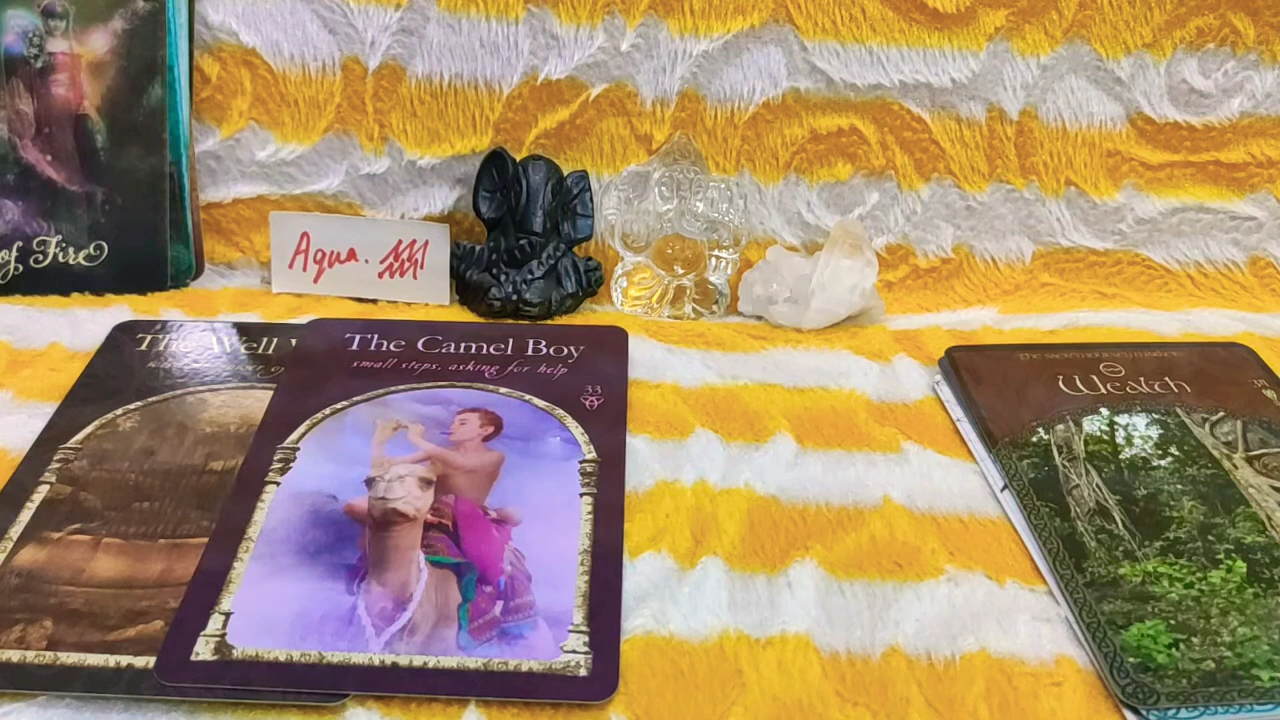 of Fire
Aqua.
The Well
The Camel Boy
small steps, asking for help
33
Wealth